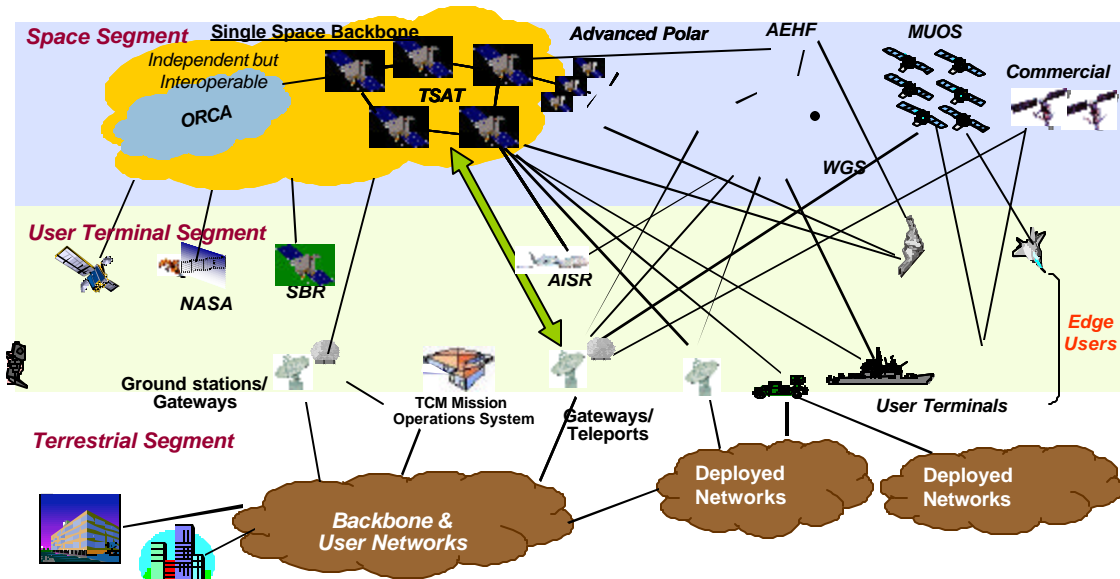 Space Segment
Single Space Backbone
Advanced Polar
AEHF
MUOS
Independent but
Interoperable
Commercial
TSAT
ORCA
WGS
User Terminal Segment
NASA
SBR
AISR
Edge
Users
Ground stations/
Gateways
TCM Mission
Operations System
Gateways/
Teleports
User Terminals
Terrestrial Segment
Deployed
Networks
Deployed
Networks
Backbone &
User Networks